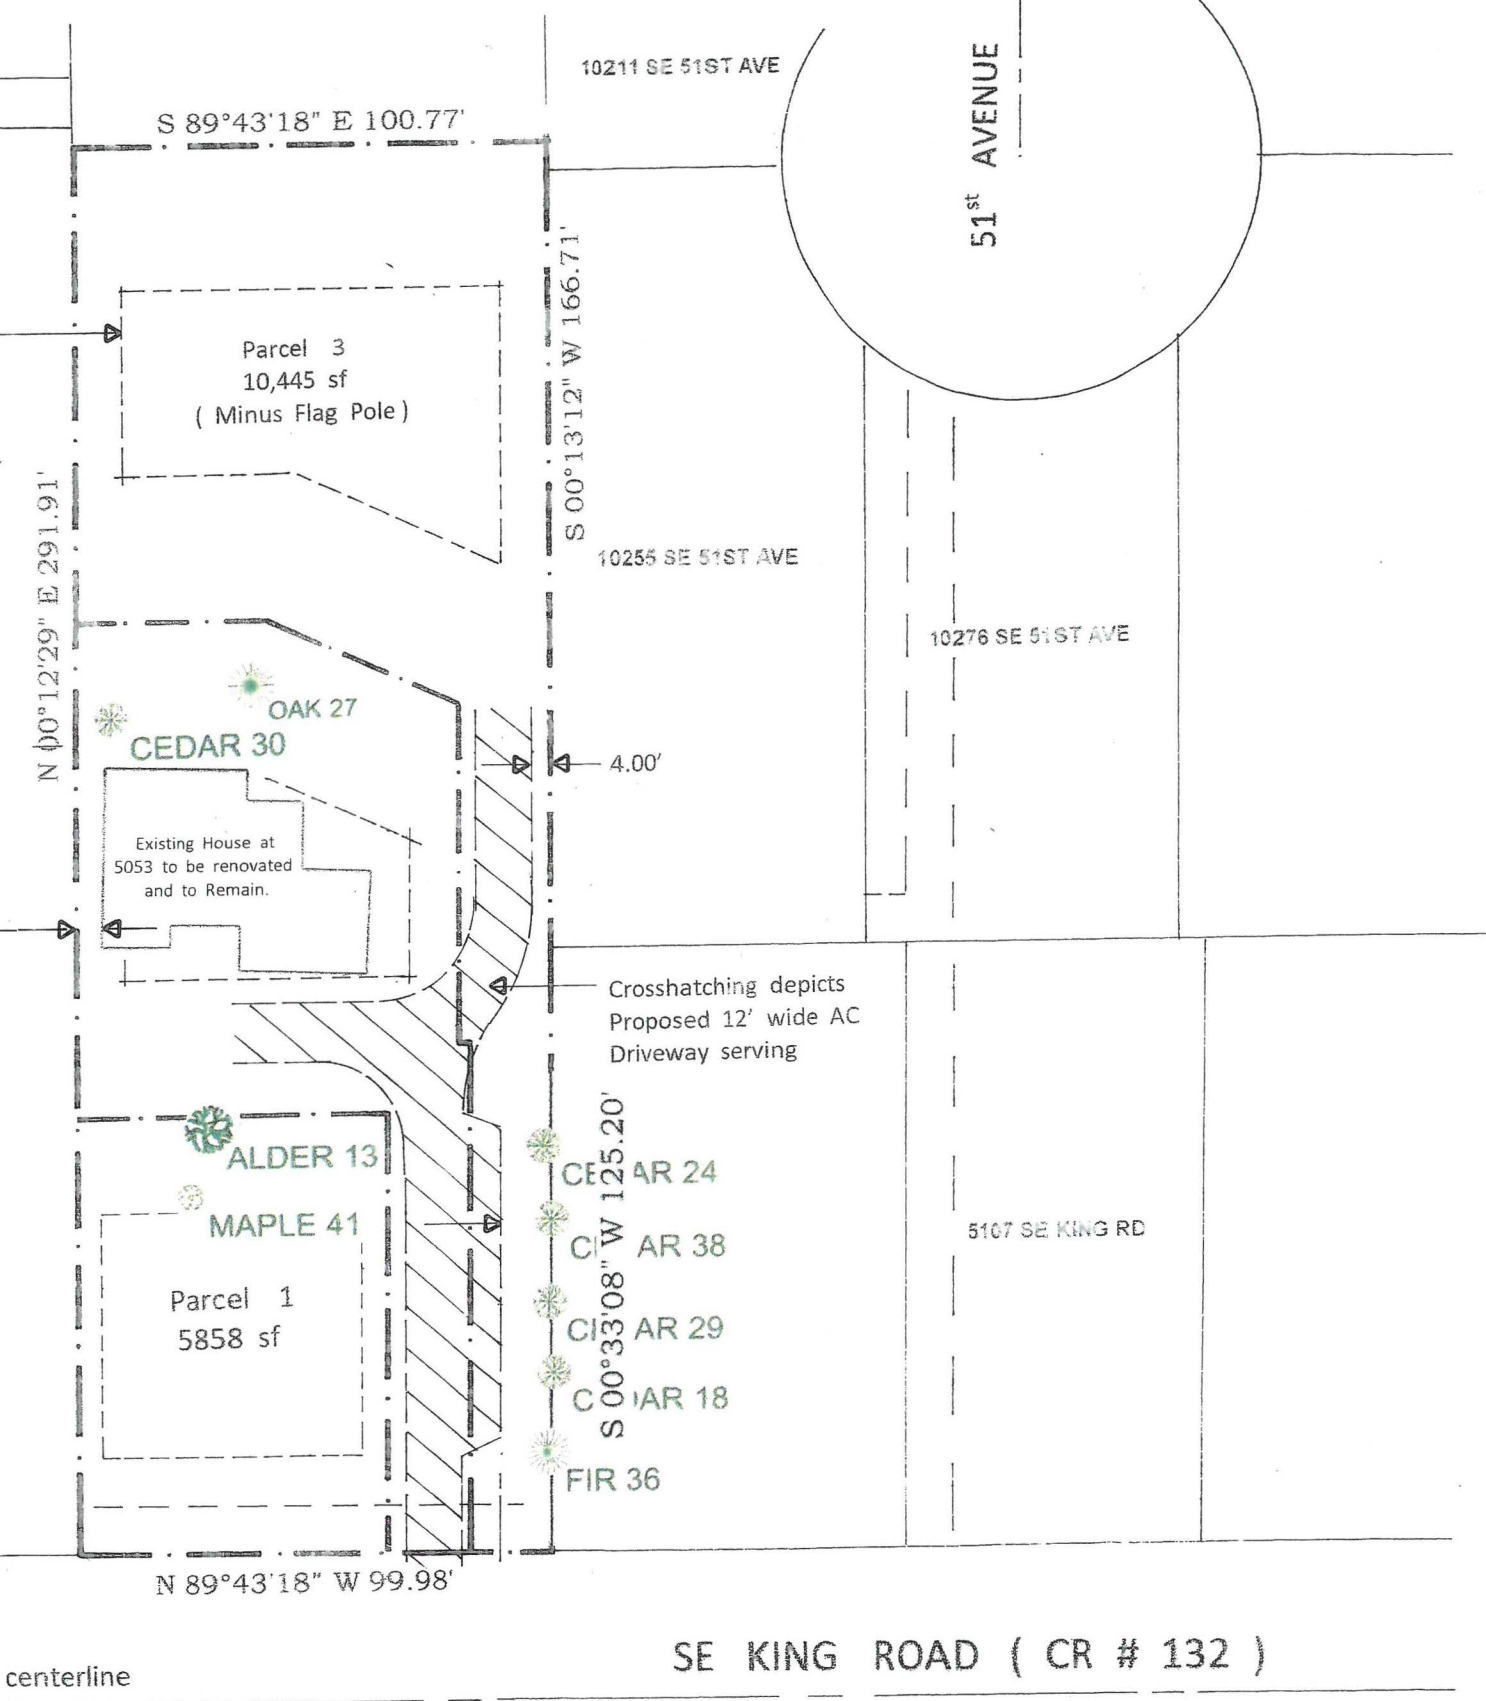 10211 SE 51ST AVE
51st AVENUE
S 89°43'18" E 100.77'
S 00°13'12" W 166.71'
Parcel 3
10,445 sf
( Minus Flag Pole )
N 00°12'29" E 291.91'
10255 SE 51ST AVE
10276 SE 51ST AVE
OAK 27
CEDAR 30
4.00'
Existing House at
5053 to be renovated
and to Remain.
Crosshatching depicts
Proposed 12' wide AC
Driveway serving
ALDER 13
CEDAR 24
MAPLE 41
CEDAR 38
S 00°33'08" W 125.20'
5107 SE KING RD
Parcel 1
5858 sf
CEDAR 29
CEDAR 18
FIR 36
N 89°43'18" W 99.98'
SE KING ROAD ( CR # 132 )
centerline